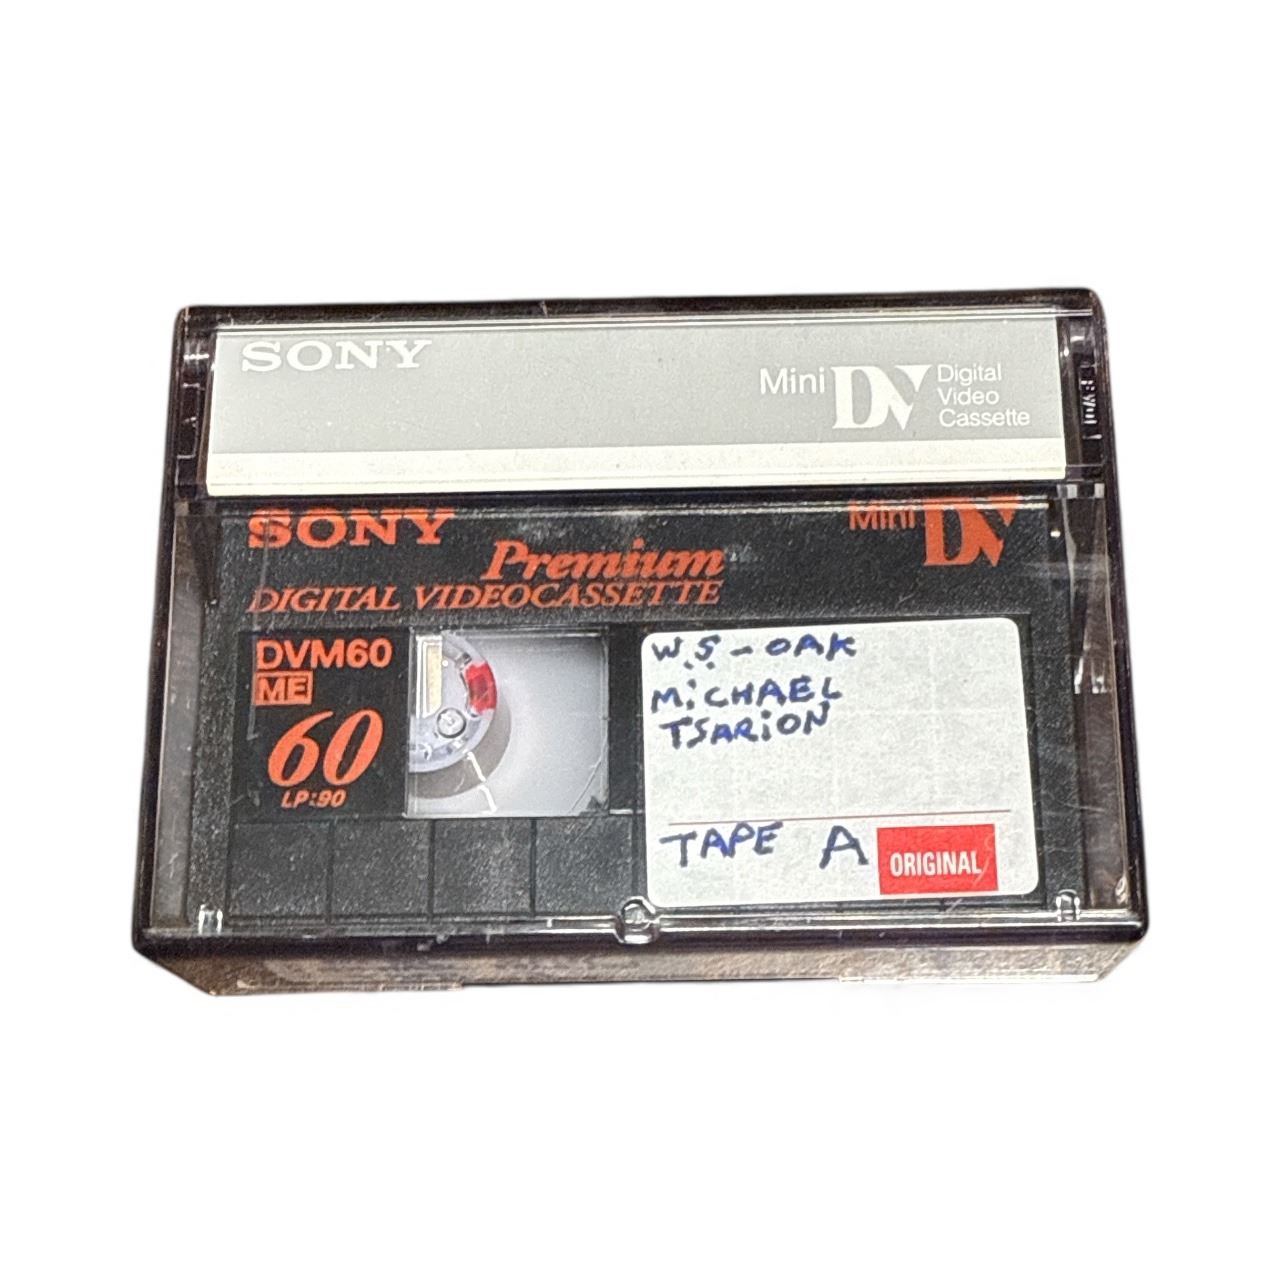 SONY
Mini DV Digital
Video
Cassette
SONY
Mini DV
Premium
DIGITAL VIDEOCASSETTE
DVM60
ME
60
LP:90
W.S. - OAK
MiCHAEL
TSARiON
TAPE A
ORIGINAL